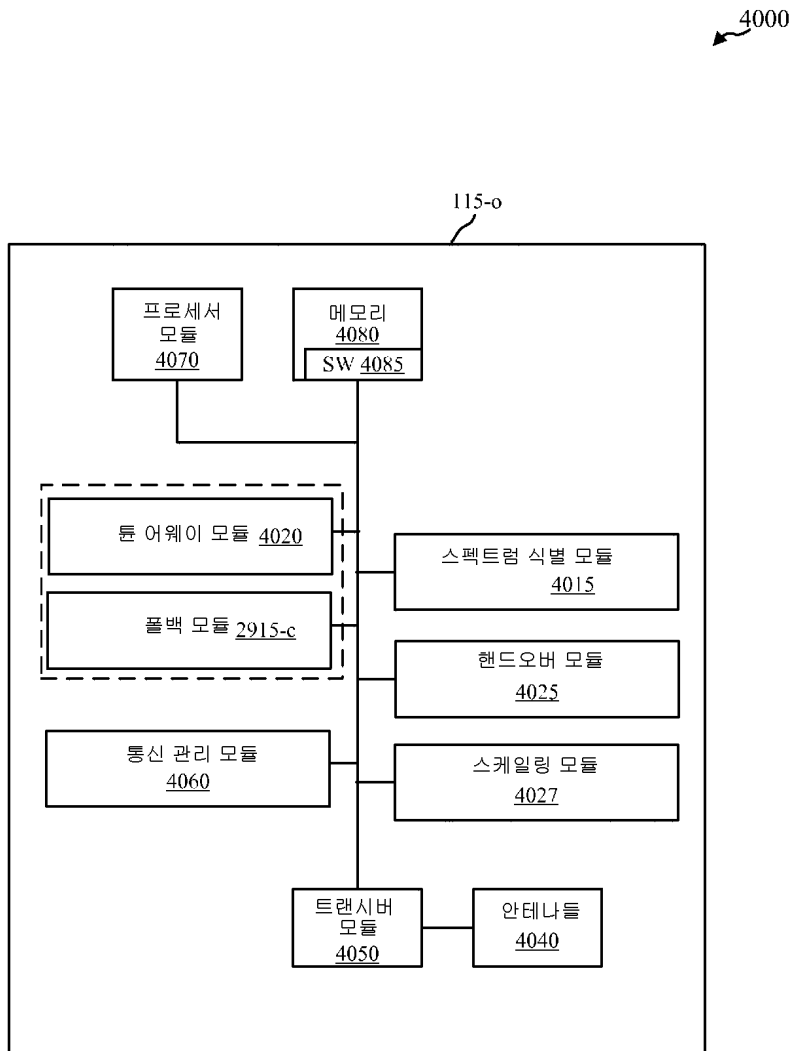 4000
115-o
프로세서
모듈
4070
메모리
4080
SW 4085
튠 어웨이 모듈 4020
스펙트럼 식별 모듈
4015
폴백 모듈 2915-c
핸드오버 모듈
4025
통신 관리 모듈
4060
스케일링 모듈
4027
트랜시버
모듈
4050
안테나들
4040